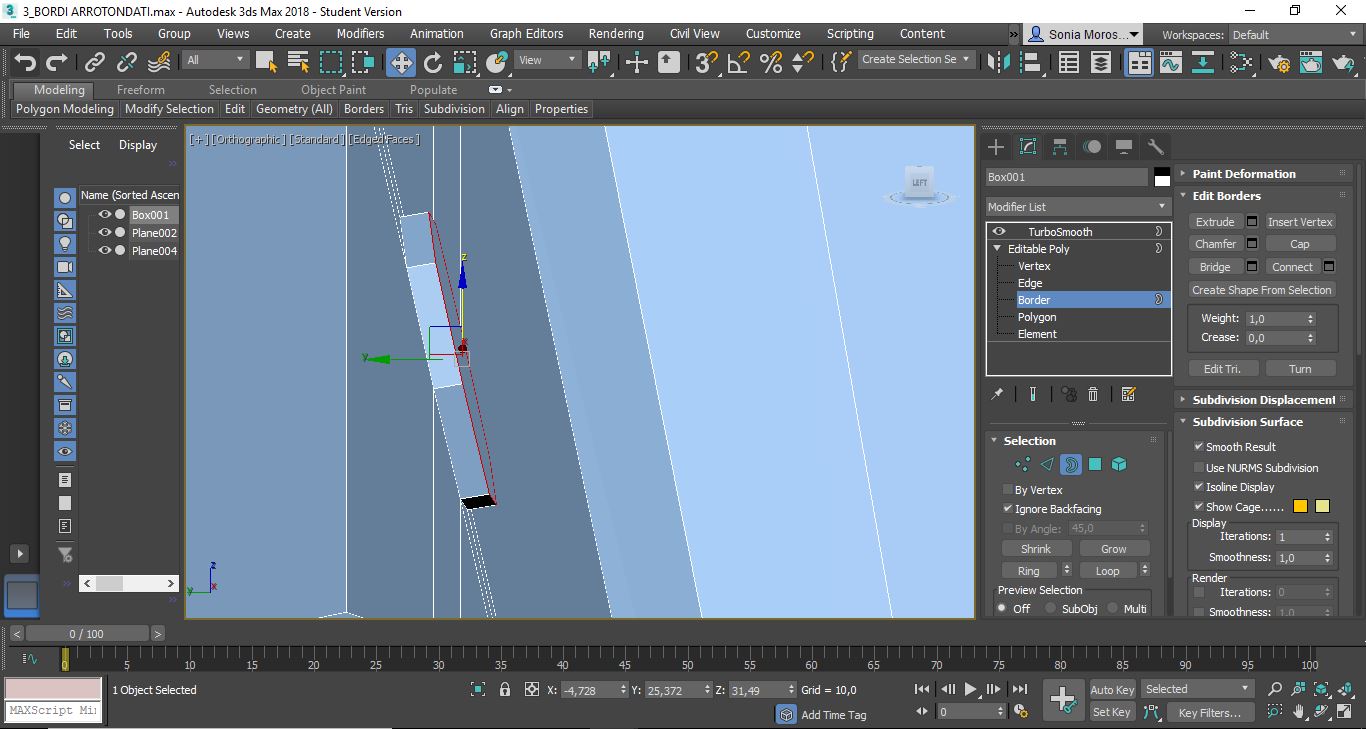 3_BORDI ARROTONDATI.max - Autodesk 3ds Max 2018 - Student Version
File Edit Tools Group Views Create Modifiers Animation Graph Editors Rendering Civil View Customize Scripting Content » Sonia Moros... Workspaces: Default
All View 3 Create Selection Se
Modeling Freeform Selection Object Paint Populate
Polygon Modeling Modify Selection Edit Geometry (All) Borders Tris Subdivision Align Properties
Select Display
Name (Sorted Ascen
Box001
Plane002
Plane004
[+] [Orthographic] [Standard] [Edged Faces]
LEFT
z
y
x
z
y
x
Box001
Modifier List
TurboSmooth
Editable Poly
Vertex
Edge
Border
Polygon
Element
Selection
By Vertex
Ignore Backfacing
By Angle: 45,0
Shrink Grow
Ring Loop
Preview Selection
Off SubObj Multi
Paint Deformation
Edit Borders
Extrude Insert Vertex
Chamfer Cap
Bridge Connect
Create Shape From Selection
Weight: 1,0
Crease: 0,0
Edit Tri. Turn
Subdivision Displacement
Subdivision Surface
Smooth Result
Use NURMS Subdivision
Isoline Display
Show Cage......
Display
Iterations: 1
Smoothness: 1,0
Render
Iterations: 0
Smoothness: 1,0
< 0 / 100 >
0 5 10 15 20 25 30 35 40 45 50 55 60 65 70 75 80 85 90 95 100
MAXScript Min
1 Object Selected
X: -4,728 Y: 25,372 Z: 31,49 Grid = 10,0
Add Time Tag
0
Auto Key Selected
Set Key Key Filters...